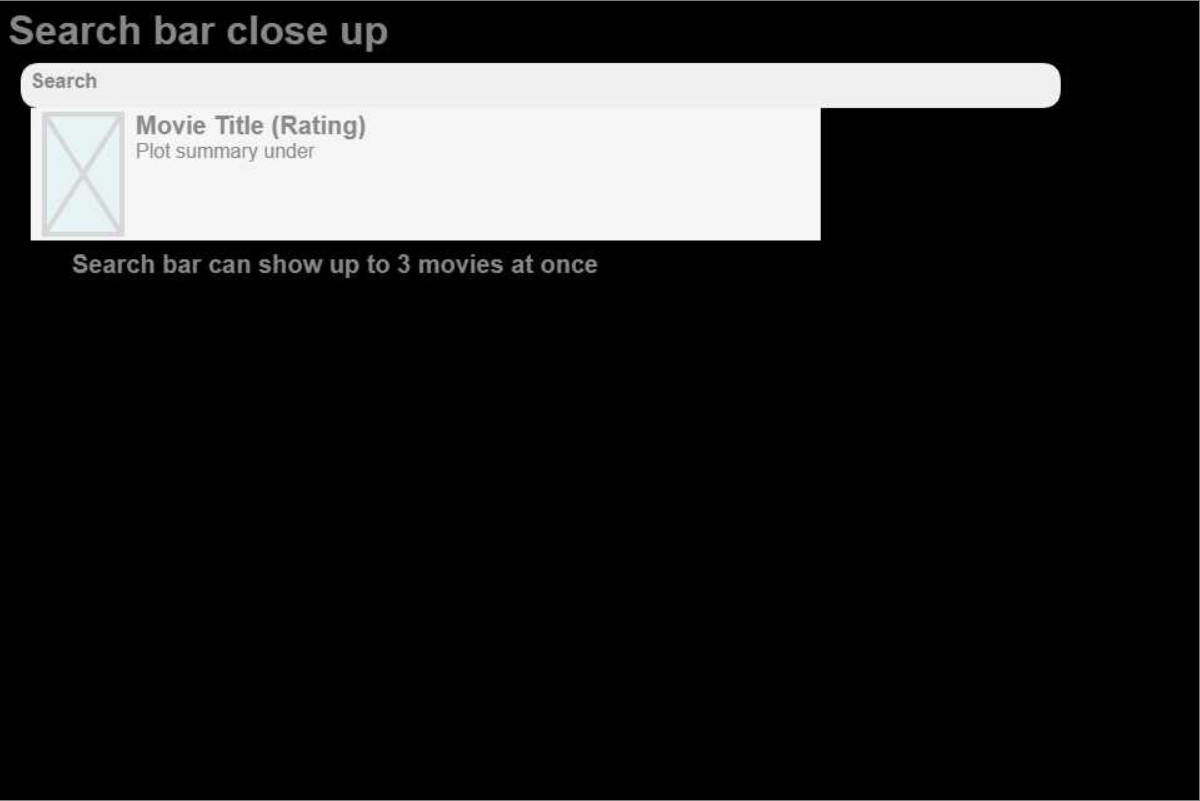 Search bar close up
Search
Movie Title (Rating)
Plot summary under
Search bar can show up to 3 movies at once